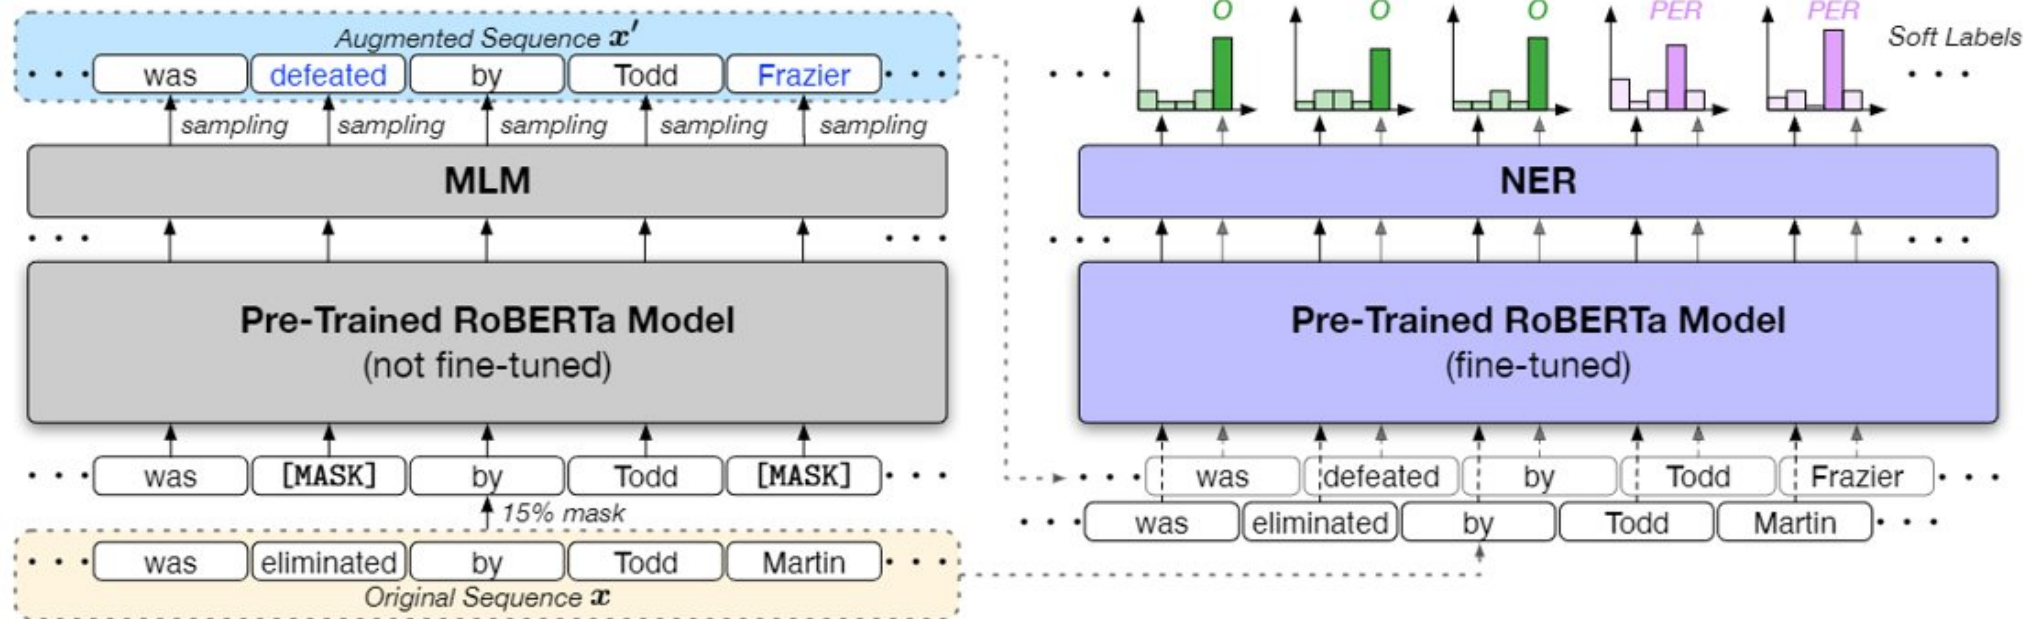 Augmented Sequence x′
· · · was defeated by Todd Frazier · · ·
sampling sampling sampling sampling sampling
MLM
· · · · · ·
Pre-Trained RoBERTa Model
(not fine-tuned)
· · · was [MASK] by Todd [MASK] · · ·
15% mask
· · · was eliminated by Todd Martin · · ·
Original Sequence x
O O O PER PER
Soft Labels
· · · · · ·
NER
· · · · · ·
Pre-Trained RoBERTa Model
(fine-tuned)
· · · was defeated by Todd Frazier · · ·
· · · was eliminated by Todd Martin · · ·